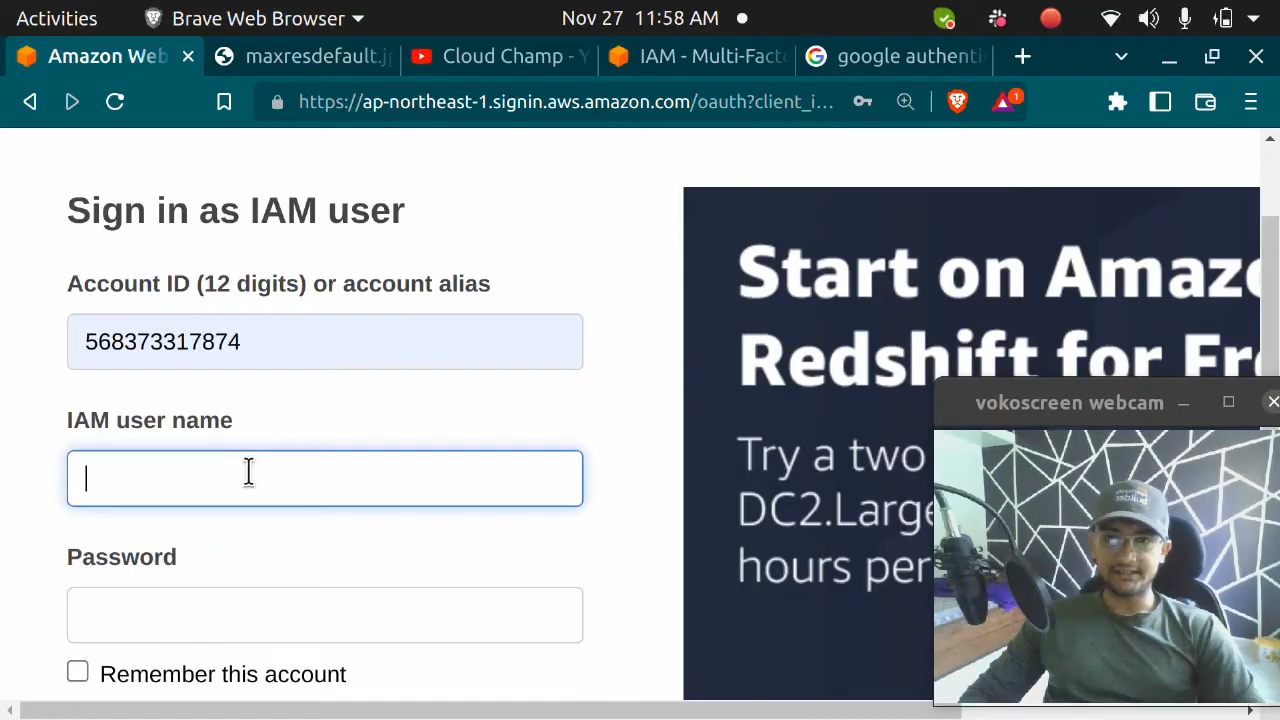 Activities
Brave Web Browser
Nov 27 11:58 AM
Amazon Web
maxresdefault.j
Cloud Champ - Y
IAM - Multi-Facto
google authenti
https://ap-northeast-1.signin.aws.amazon.com/oauth?client_i...
1
Sign in as IAM user
Account ID (12 digits) or account alias
568373317874
IAM user name
Password
Remember this account
Start on Amazo
Redshift for Fre
Try a two
DC2.Large
hours per
vokoscreen webcam